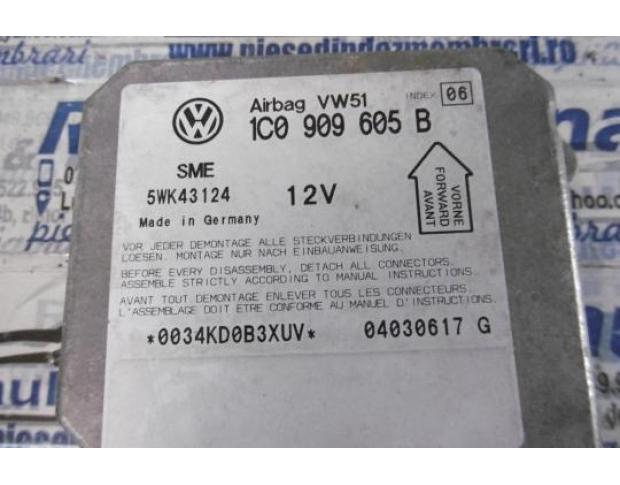 www.piesedindezmembrari.ro
VW
Airbag VW51
INDEX 06
1C0 909 605 B
SME
5WK43124
12V
Made in Germany
VORNE
FORWARD
AVANT
VOR JEDER DEMONTAGE ALLE STECKVERBINDUNGEN
LOESEN. MONTAGE NUR NACH EINBAUANWEISUNG.
BEFORE EVERY DISASSEMBLY, DETACH ALL CONNECTORS.
ASSEMBLE STRICTLY ACCORDING TO MANUAL INSTRUCTIONS.
AVANT TOUT DEMONTAGE ENLEVER TOUS LES CONNECTEURS.
L'ASSEMBLAGE DOIT ETRE CONFORME AU MANUEL D'INSTRUCTIONS.
*0034KD0B3XUV*
04030617 G